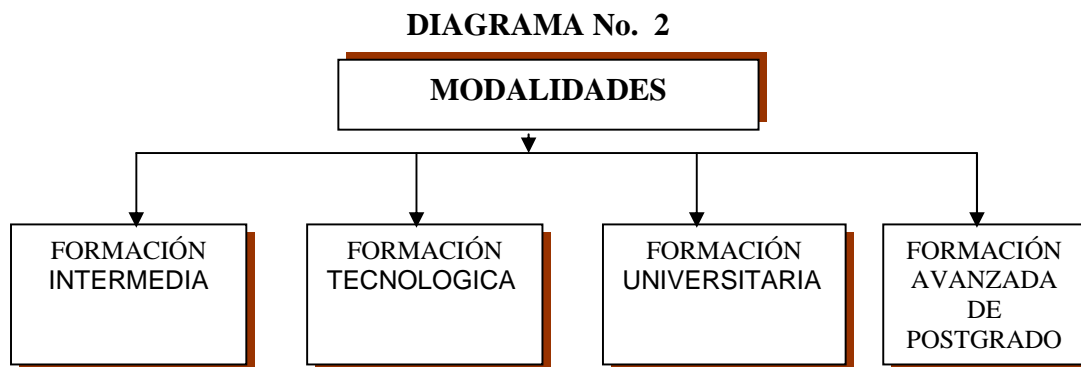 DIAGRAMA No. 2
MODALIDADES
FORMACIÓN
INTERMEDIA
FORMACIÓN
TECNOLOGICA
FORMACIÓN
UNIVERSITARIA
FORMACIÓN
AVANZADA
DE
POSTGRADO